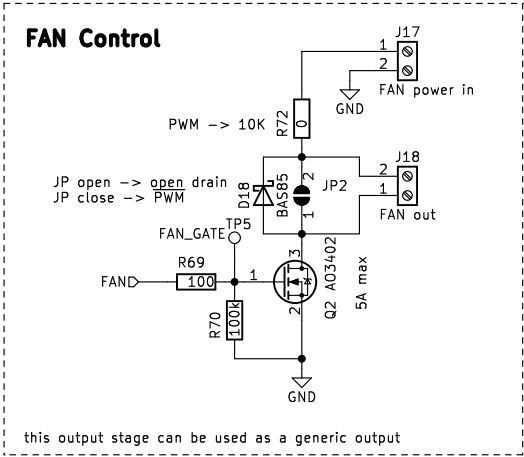 FAN Control
J17
1
2
FAN power in
GND
R72
0
PWM -> 10K
J18
2
1
FAN out
JP2
2
1
D18
BAS85
JP open -> open drain
JP close -> PWM
TP5
FAN_GATE
R69
100
FAN
1
3
2
Q2 AO3402
5A max
R70
100k
GND
this output stage can be used as a generic output